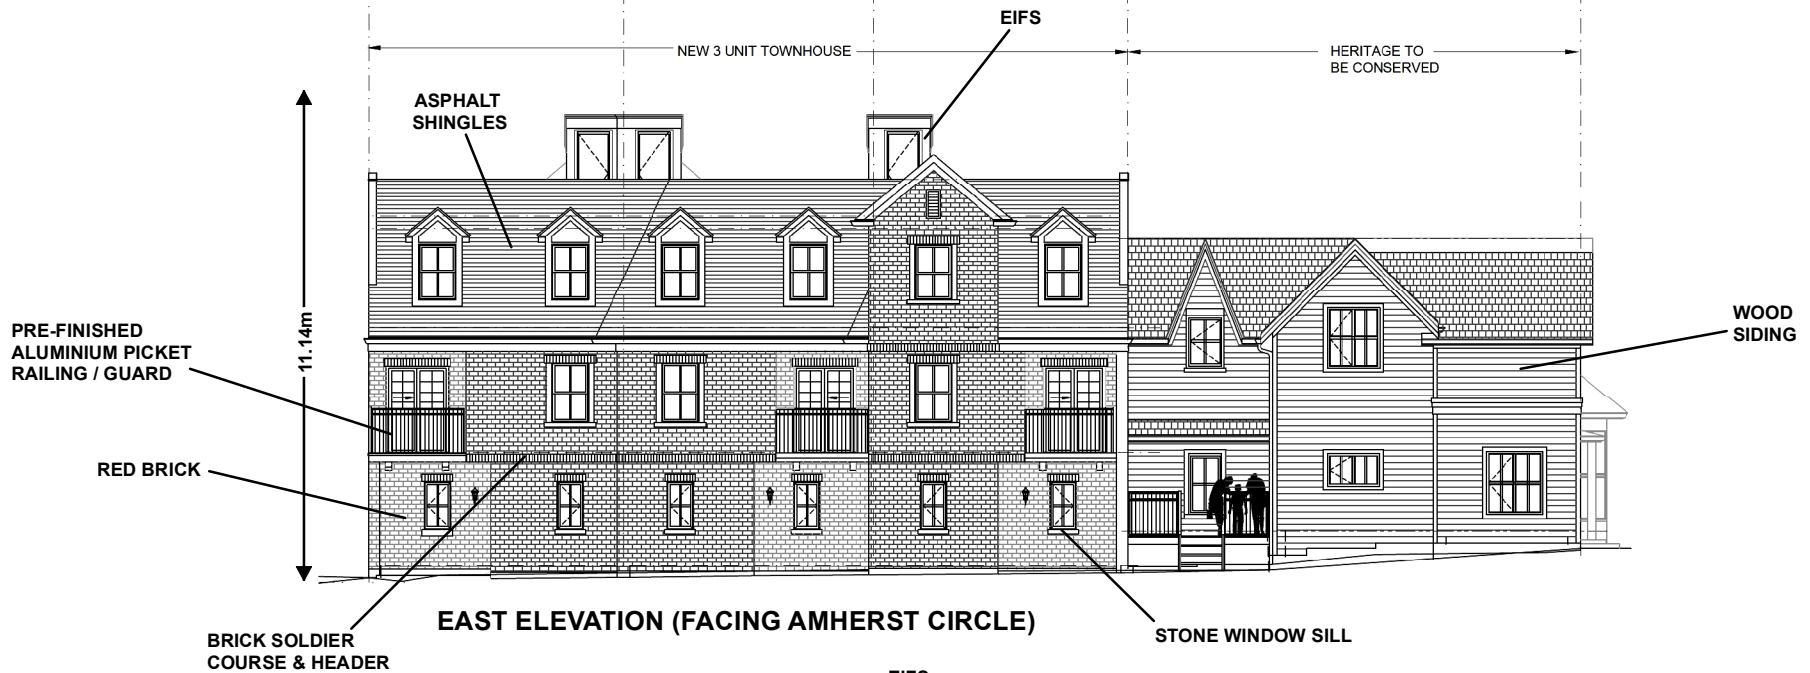 EIFS
NEW 3 UNIT TOWNHOUSE
HERITAGE TO
BE CONSERVED
ASPHALT
SHINGLES
11.14m
PRE-FINISHED
ALUMINIUM PICKET
RAILING / GUARD
WOOD
SIDING
RED BRICK
EAST ELEVATION (FACING AMHERST CIRCLE)
BRICK SOLDIER
COURSE & HEADER
STONE WINDOW SILL
EIFS